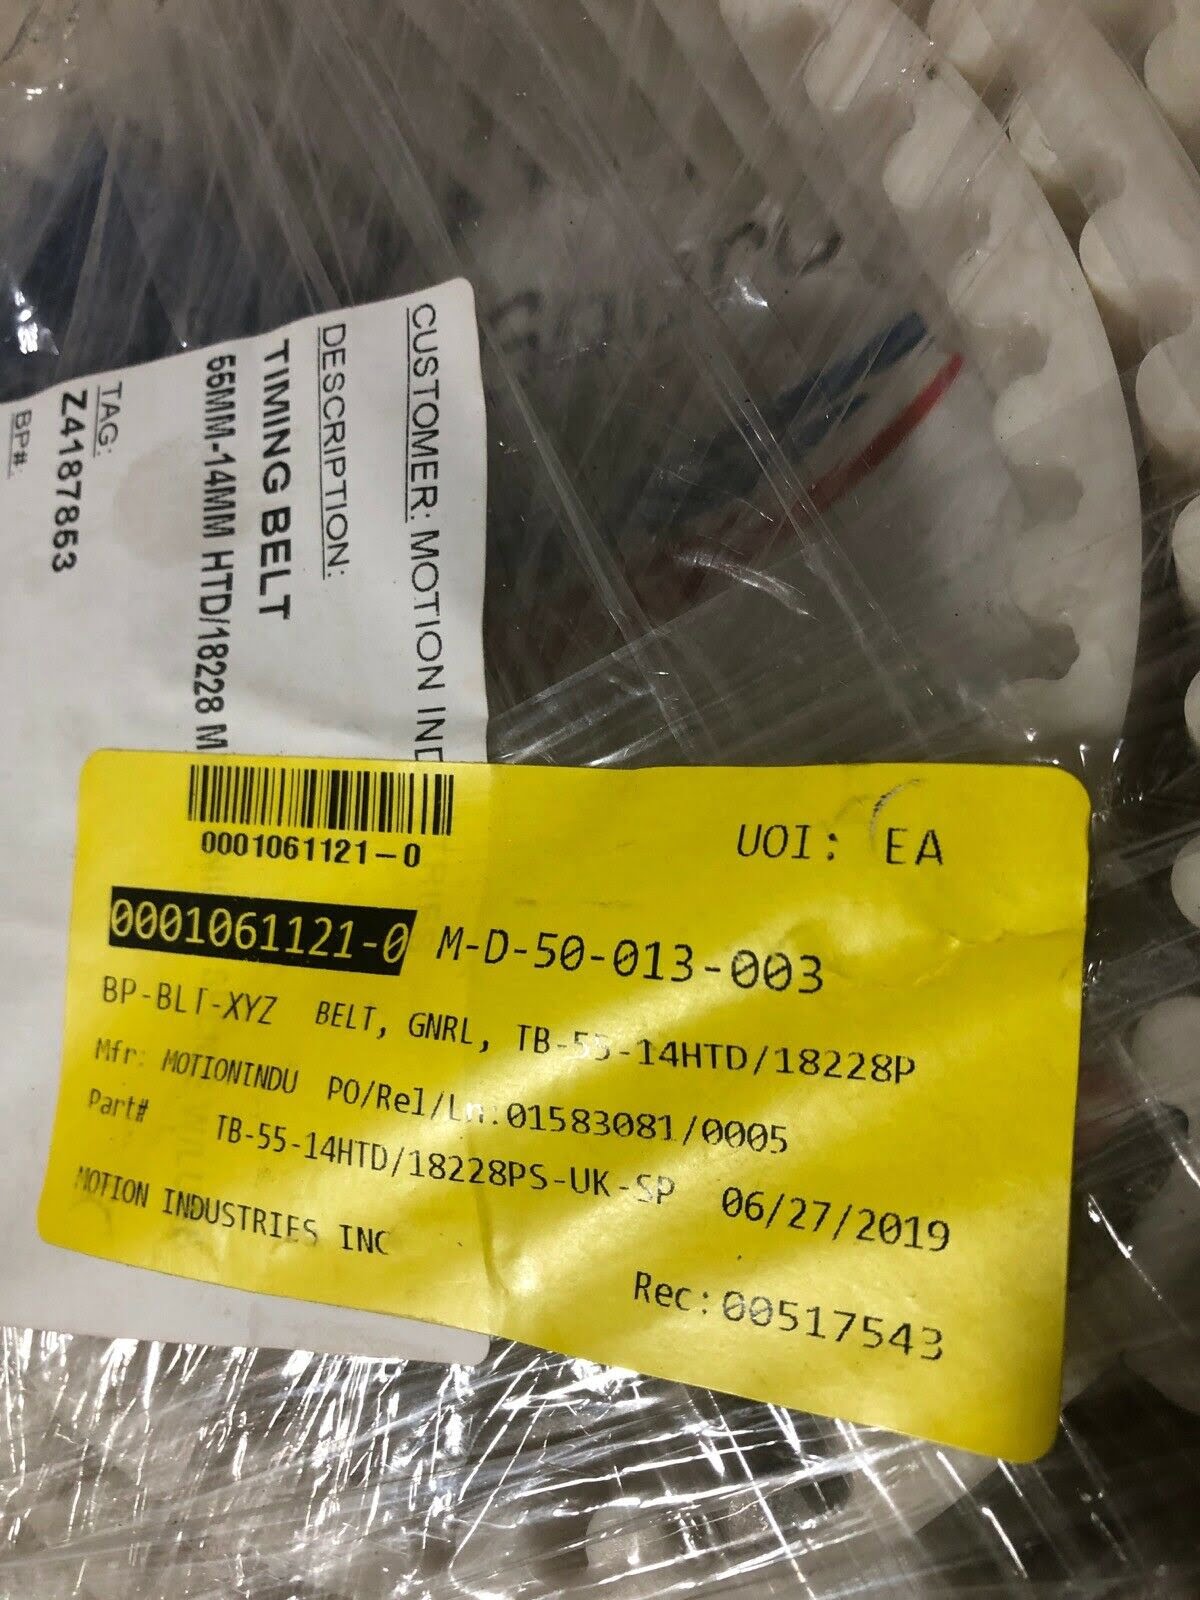 CUSTOMER: MOTION IND
DESCRIPTION:
TIMING BELT
55MM-14MM HTD/18228 M
TAG:
Z4187853
BP#:
0001061121-0
UOI: EA
0001061121-0 M-D-50-013-003
BP-BLT-XYZ BELT, GNRL, TB-55-14HTD/18228P
Mfr: MOTIONINDU PO/Rel/Ln:01583081/0005
Part# TB-55-14HTD/18228PS-UK-SP 06/27/2019
MOTION INDUSTRIES INC
Rec:00517543